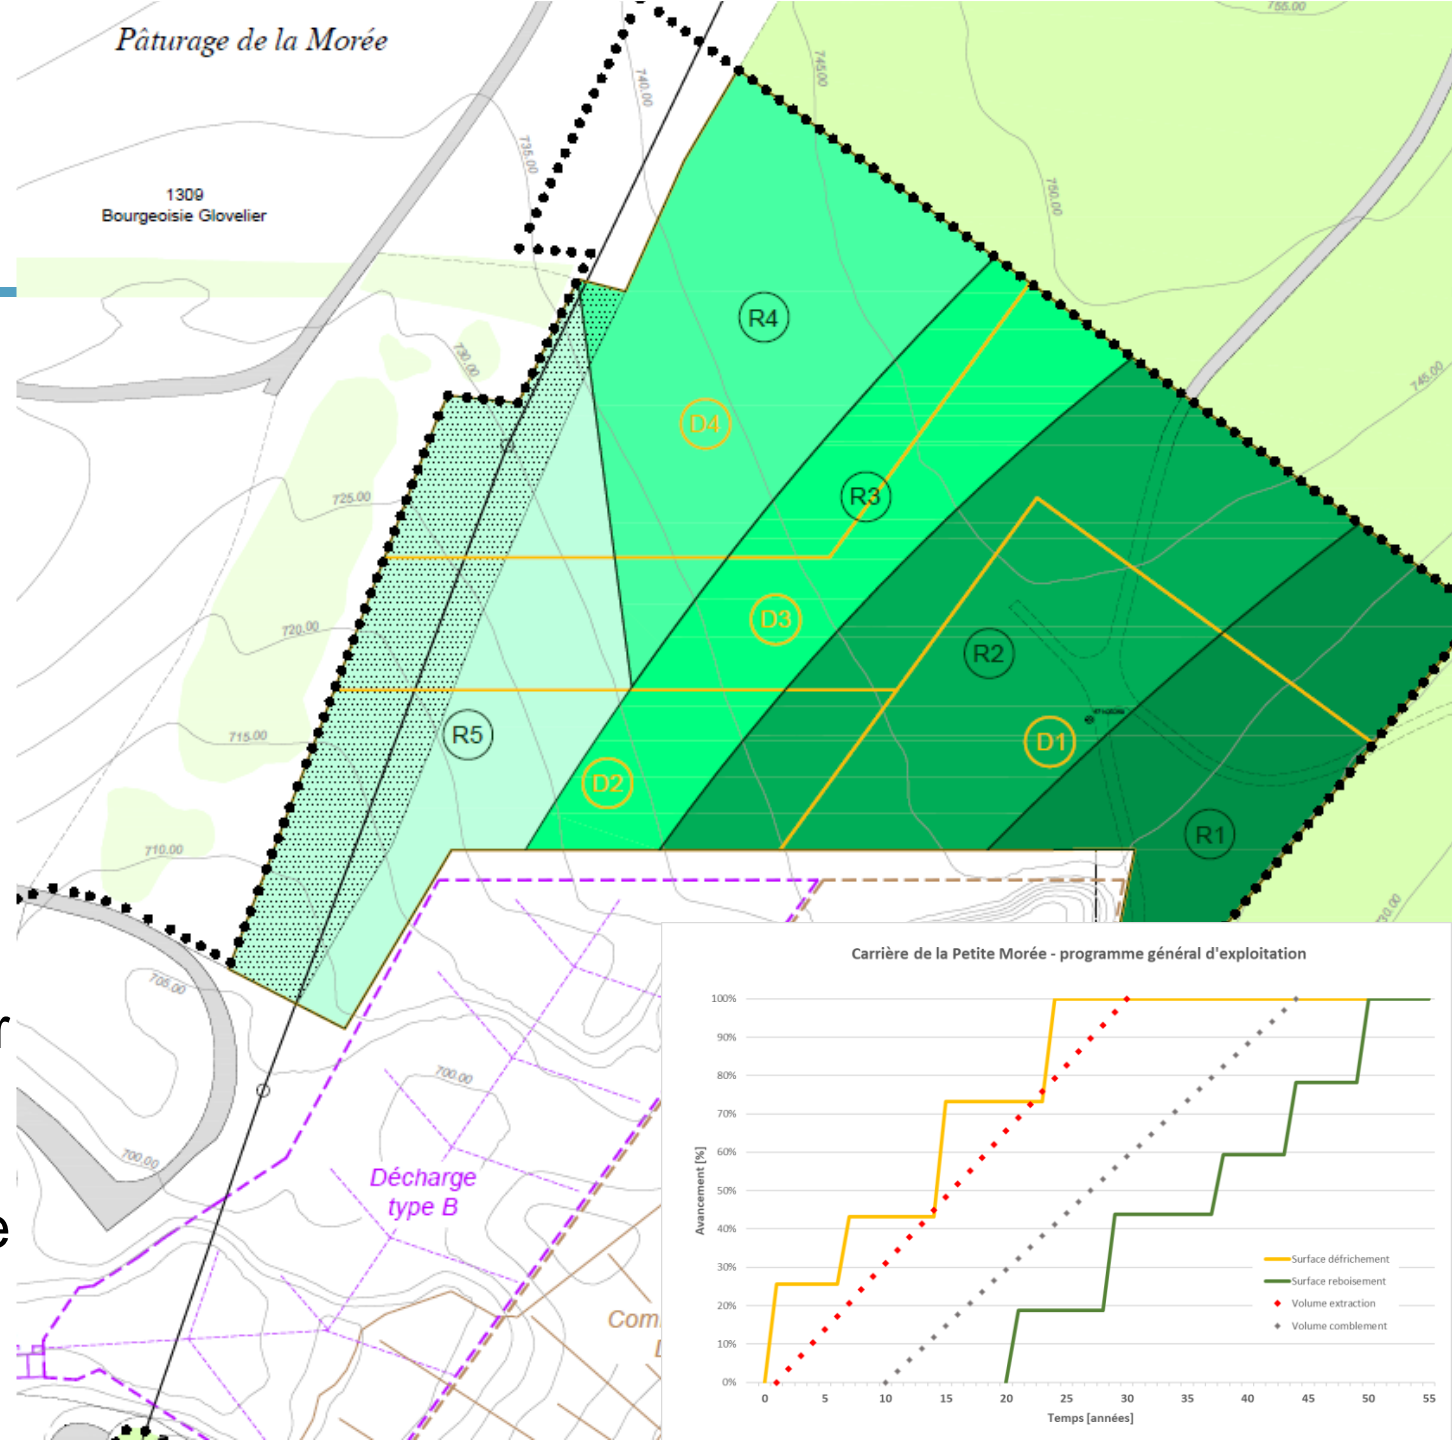 Pâturage de la Morée
755.00
745.00
740.00
735.00
750.00
1309
Bourgeoisie Glovelier
R4
730.00
745.00
D4
R3
725.00
D3
720.00
R2
R5
715.00
D1
D2
R1
710.00
705.00
700.00
700.00
Décharge
type B
Com
r
e
Carrière de la Petite Morée - programme général d'exploitation
100%
90%
80%
70%
60%
50%
40%
30%
20%
10%
0%
Avancement [%]
Surface défrichement
Surface reboisement
Volume extraction
Volume comblement
0 5 10 15 20 25 30 35 40 45 50 55
Temps [années]